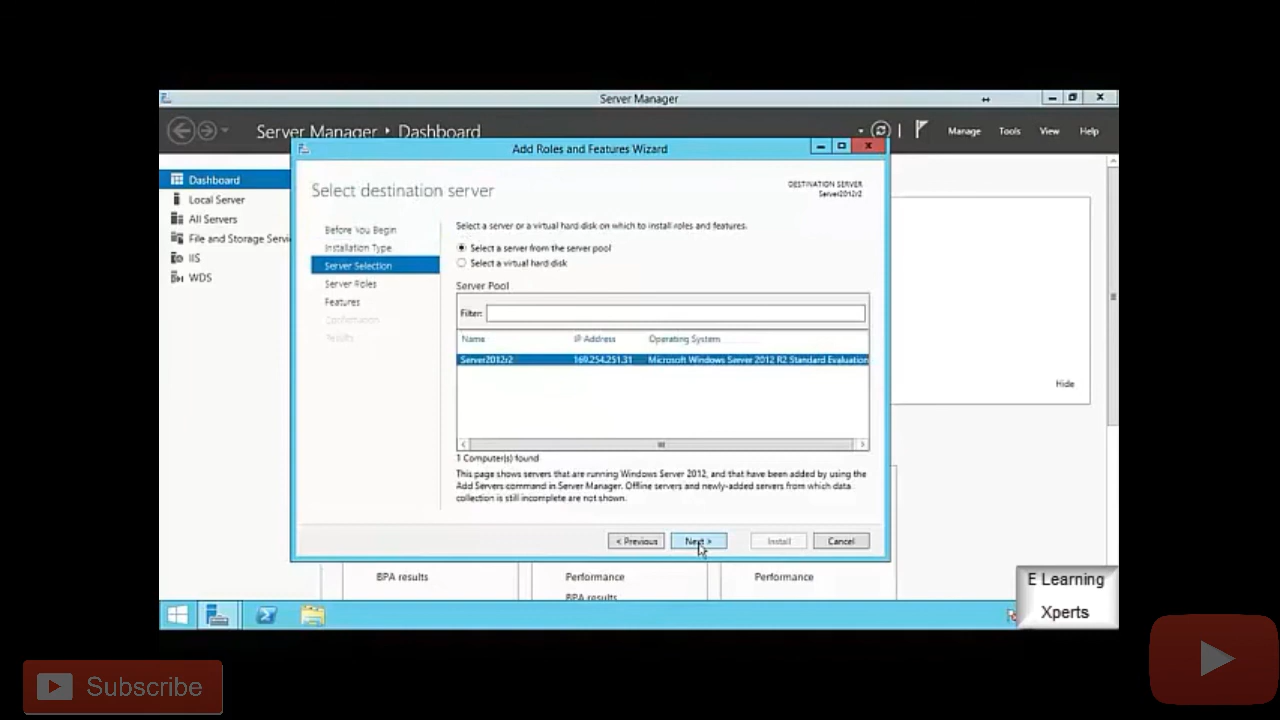 Server Manager
Server Manager • Dashboard
Manage
Tools
View
Help
Add Roles and Features Wizard
Dashboard
Local Server
All Servers
File and Storage Servi
IIS
WDS
Select destination server
DESTINATION SERVER
Server2012r2
Before You Begin
Installation Type
Server Selection
Server Roles
Features
Confirmation
Results
Select a server or a virtual hard disk on which to install roles and features.
Select a server from the server pool
Select a virtual hard disk
Server Pool
Filter:
Name IP Address Operating System
Server2012r2 169.254.251.31 Microsoft Windows Server 2012 R2 Standard Evaluation
1 Computer(s) found
This page shows servers that are running Windows Server 2012, and that have been added by using the
Add Servers command in Server Manager. Offline servers and newly-added servers from which data
collection is still incomplete are not shown.
Hide
< Previous
Next >
Install
Cancel
BPA results
Performance
BPA results
Performance
E Learning
Xperts
Subscribe